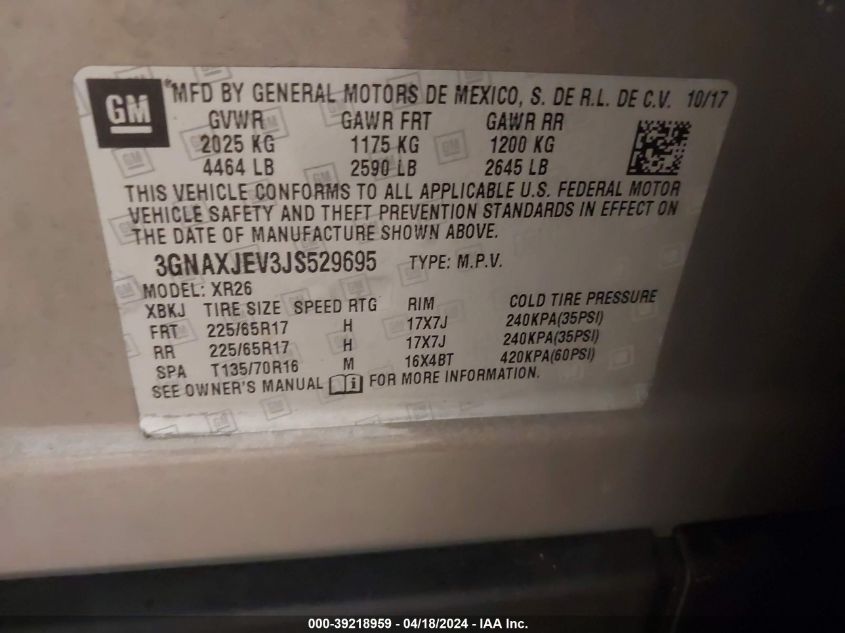 GM *MFD BY GENERAL MOTORS DE MEXICO, S. DE R.L. DE C.V. 10/17
GVWR GAWR FRT GAWR RR
2025 KG 1175 KG 1200 KG
4464 LB 2590 LB 2645 LB
THIS VEHICLE CONFORMS TO ALL APPLICABLE U.S. FEDERAL MOTOR
VEHICLE SAFETY AND THEFT PREVENTION STANDARDS IN EFFECT ON
THE DATE OF MANUFACTURE SHOWN ABOVE.
3GNAXJEV3JS529695 TYPE: M.P.V.
MODEL: XR26
XBKJ TIRE SIZE SPEED RTG RIM COLD TIRE PRESSURE
FRT 225/65R17 H 17X7J 240KPA(35PSI)
RR 225/65R17 H 17X7J 240KPA(35PSI)
SPA T135/70R16 M 16X4BT 420KPA(60PSI)
SEE OWNER'S MANUAL FOR MORE INFORMATION.
000-39218959 - 04/18/2024 - IAA Inc.